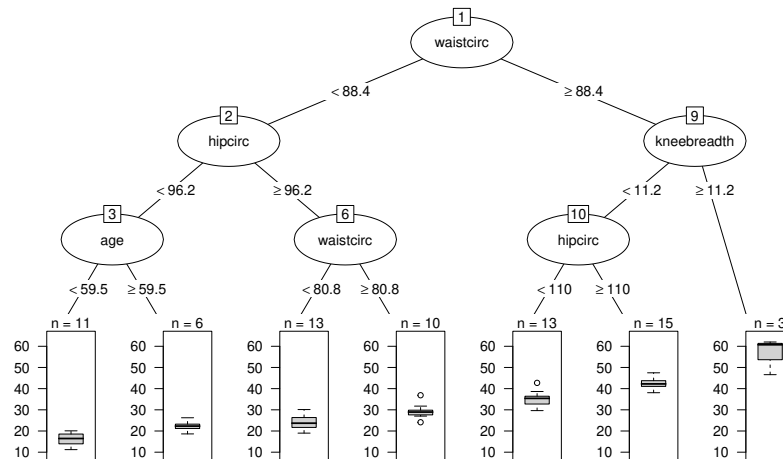 1
waistcirc
< 88.4 ≥ 88.4
2 9
hipcirc kneebreadth
< 96.2 ≥ 96.2 < 11.2 ≥ 11.2
3 6 10
age waistcirc hipcirc
< 59.5 ≥ 59.5 < 80.8 ≥ 80.8 < 110 ≥ 110
n = 11 n = 6 n = 13 n = 10 n = 13 n = 15 n = 3
60 60 60 60 60 60 60
50 50 50 50 50 50 50
40 40 40 40 40 40 40
30 30 30 30 30 30 30
20 20 20 20 20 20 20
10 10 10 10 10 10 10